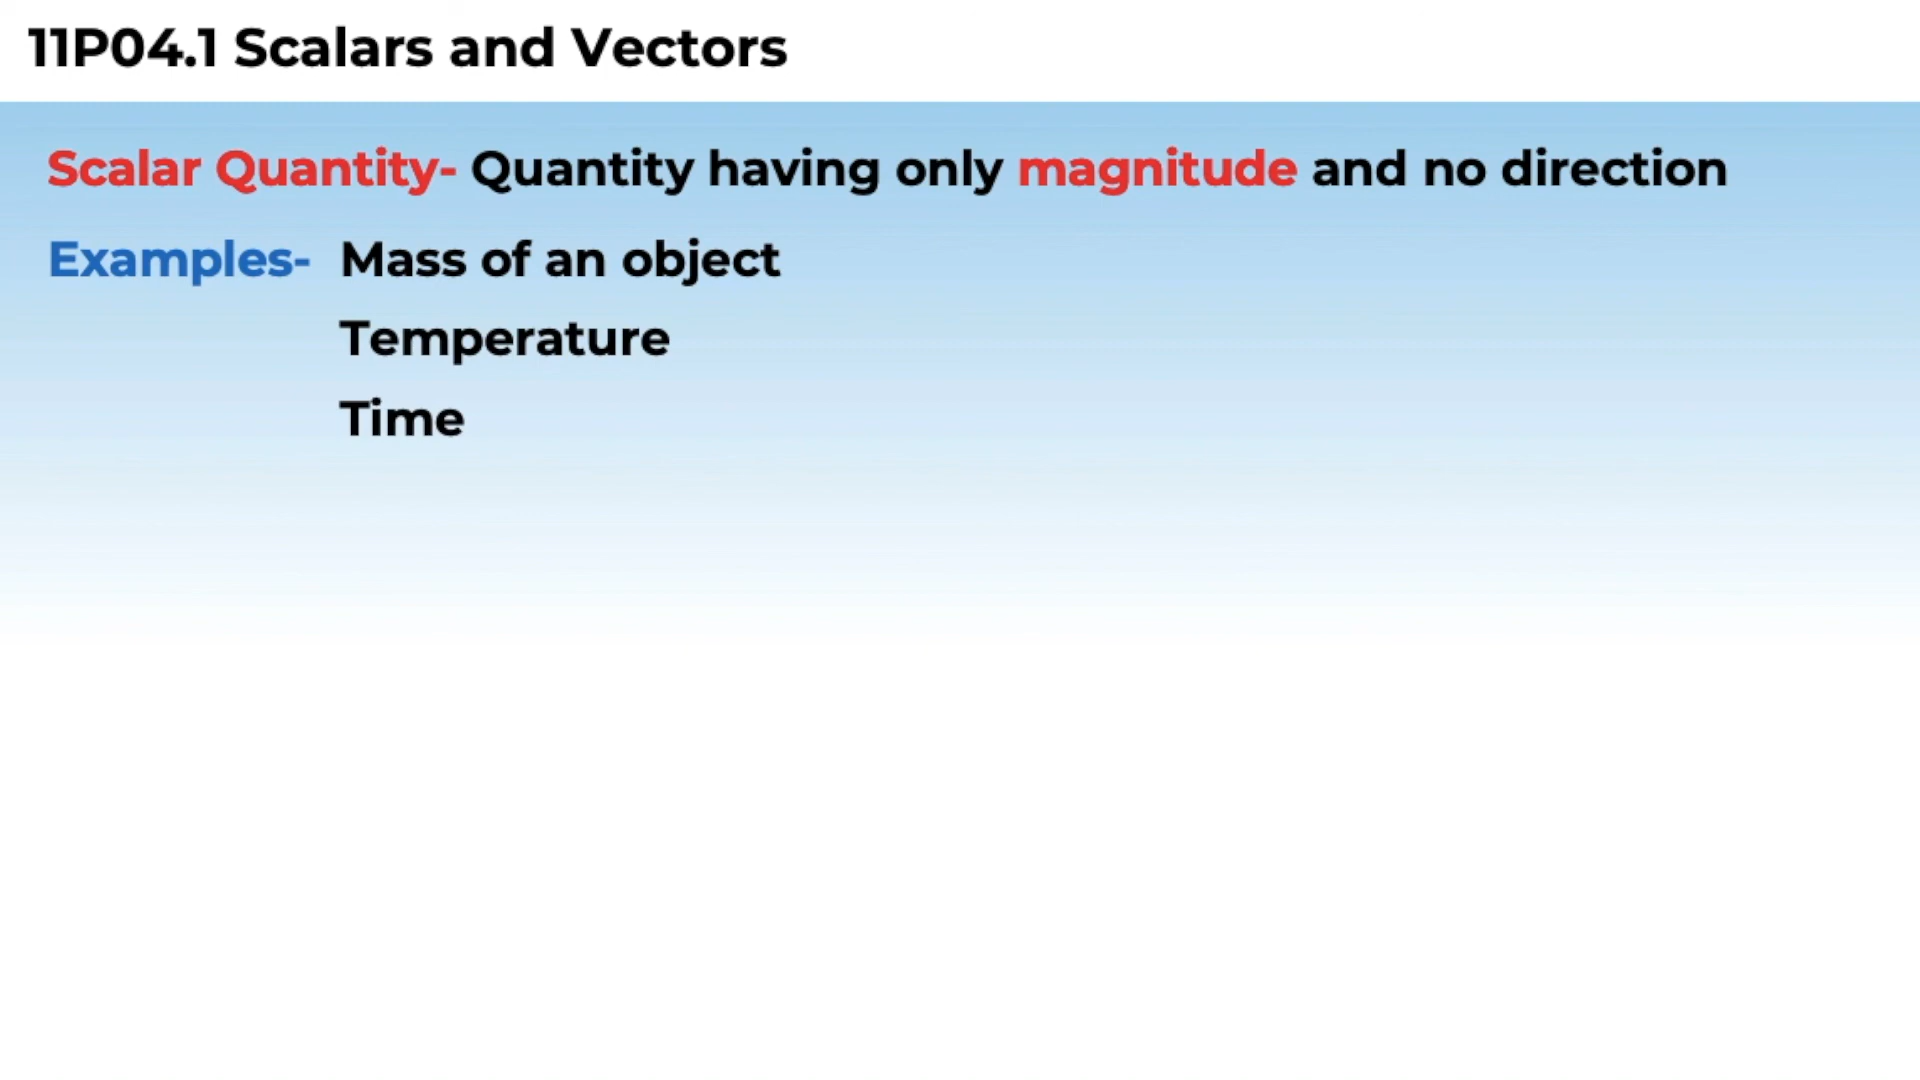 11P04.1 Scalars and Vectors
Scalar Quantity- Quantity having only magnitude and no direction
Examples- Mass of an object
Temperature
Time